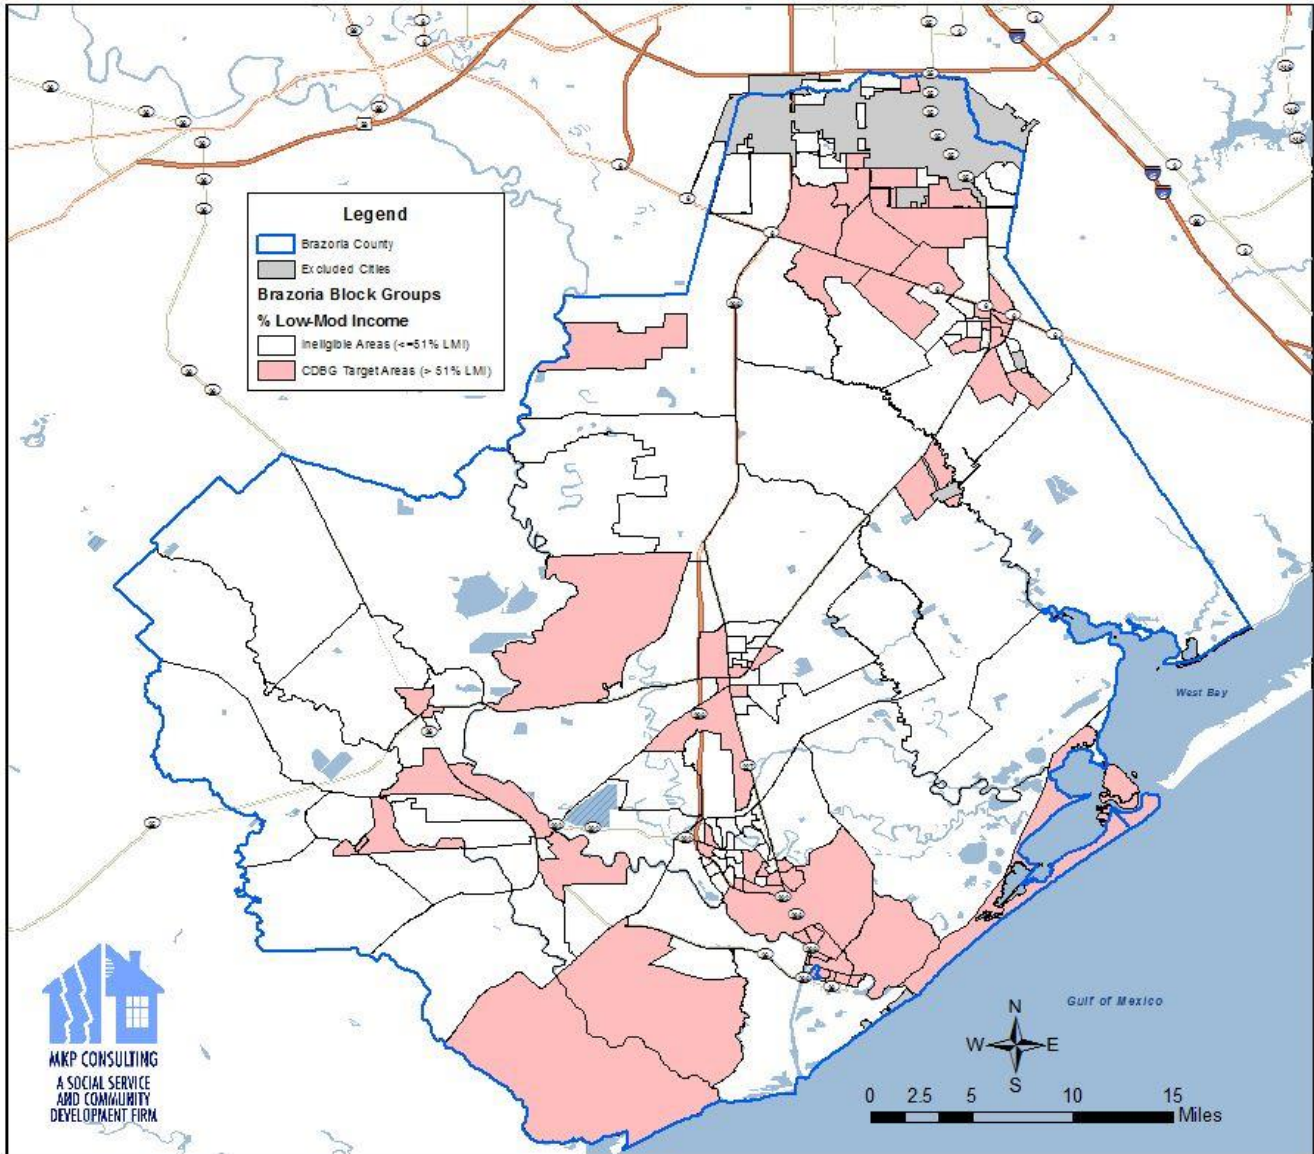 Legend
Brazoria County
Excluded Cities
Brazoria Block Groups
% Low-Mod Income
Ineligible Areas (<=51% LMI)
CDBG Target Areas (> 51% LMI)
West Bay
Gulf of Mexico
N
W E
S
0 2.5 5 10 15
Miles
MKP CONSULTING
A SOCIAL SERVICE
AND COMMUNITY
DEVELOPMENT FIRM